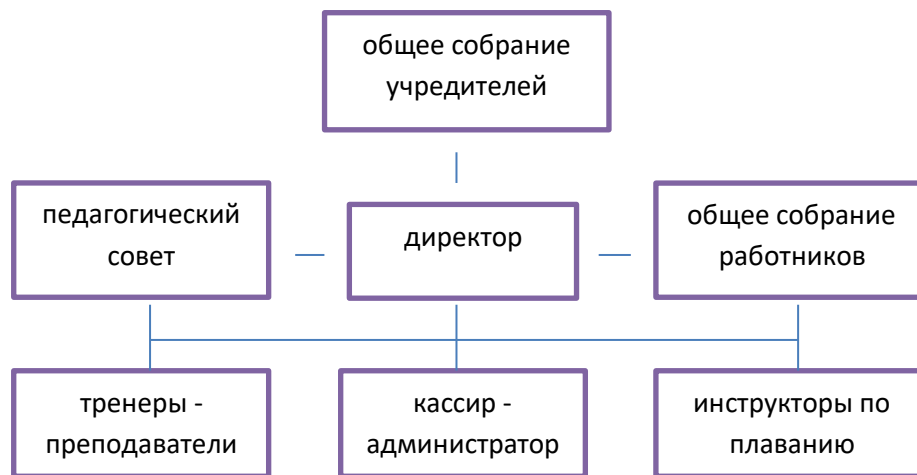 общее собрание
учредителей
педагогический
совет
директор
общее собрание
работников
тренеры -
преподаватели
кассир -
администратор
инструкторы по
плаванию